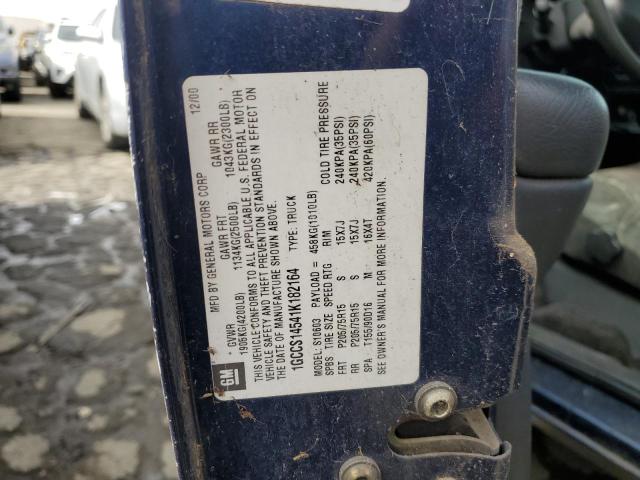 MFD BY GENERAL MOTORS CORP 12/00
GVWR GAWR FRT GAWR RR
1905KG(4200LB) 1134KG(2500LB) 1043KG(2300LB)
THIS VEHICLE CONFORMS TO ALL APPLICABLE U.S. FEDERAL MOTOR
VEHICLE SAFETY AND THEFT PREVENTION STANDARDS IN EFFECT ON
THE DATE OF MANUFACTURE SHOWN ABOVE.
1GCCS14541K182164 TYPE: TRUCK
MODEL: S10603 PAYLOAD = 458KG(1010LB)
SPBS TIRE SIZE SPEED RTG RIM COLD TIRE PRESSURE
FRT P205/75R15 S 15X7J 240KPA(35PSI)
RR P205/75R15 S 15X7J 240KPA(35PSI)
SPA T155/90D16 M 16X4T 420KPA(60PSI)
SEE OWNER'S MANUAL FOR MORE INFORMATION.
GM